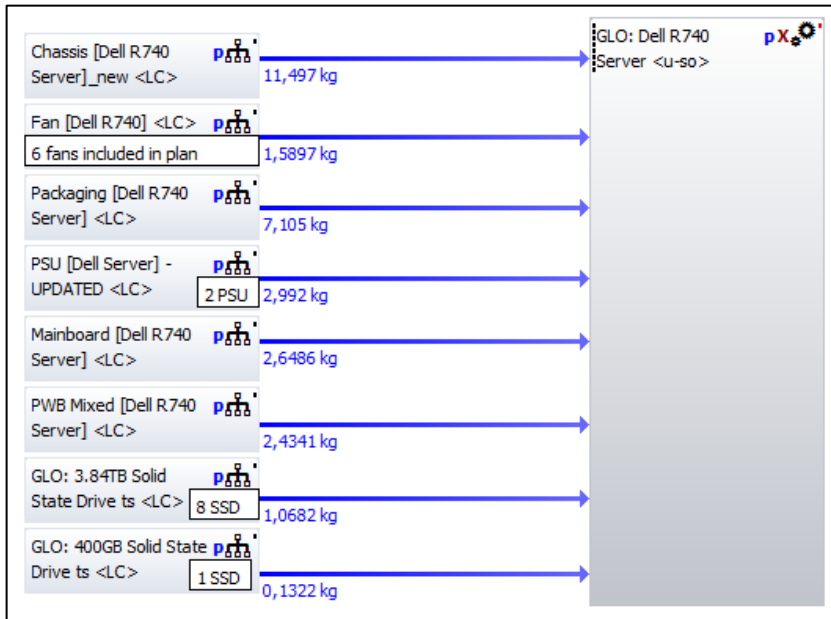 Chassis [Dell R740
Server]_new <LC>
p
11,497 kg
Fan [Dell R740] <LC>
p
6 fans included in plan
1,5897 kg
Packaging [Dell R740
Server] <LC>
p
7,105 kg
PSU [Dell Server] -
UPDATED <LC>
p
2 PSU
2,992 kg
Mainboard [Dell R740
Server] <LC>
p
2,6486 kg
PWB Mixed [Dell R740
Server] <LC>
p
2,4341 kg
GLO: 3.84TB Solid
State Drive ts <LC>
p
8 SSD
1,0682 kg
GLO: 400GB Solid State
Drive ts <LC>
p
1 SSD
0,1322 kg
GLO: Dell R740
Server <u-so>
pX